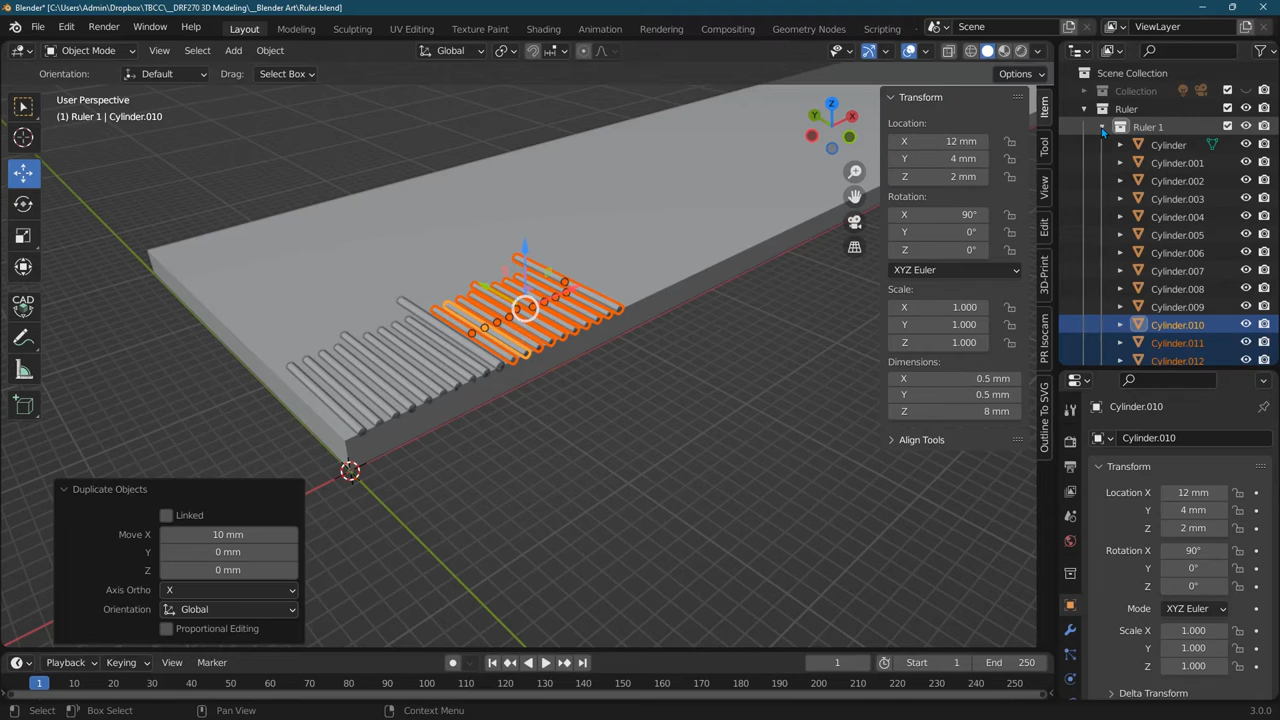 Blender* [C:\Users\Admin\Dropbox\TBCC\__DRF270 3D Modeling\__Blender Art\Ruler.blend]
File Edit Render Window Help Layout Modeling Sculpting UV Editing Texture Paint Shading Animation Rendering Compositing Geometry Nodes Scripting Scene ViewLayer
Object Mode View Select Add Object Global
Orientation: Default Drag: Select Box Options
User Perspective
(1) Ruler 1 | Cylinder.010
Z
Y
X
CAD
Transform
Location:
X 12 mm
Y 4 mm
Z 2 mm
Rotation:
X 90°
Y 0°
Z 0°
XYZ Euler
Scale:
X 1.000
Y 1.000
Z 1.000
Dimensions:
X 0.5 mm
Y 0.5 mm
Z 8 mm
Align Tools
Item
Tool
View
Edit
3D-Print
PR Isocam
Outline To SVG
Scene Collection
Collection
Ruler
Ruler 1
Cylinder
Cylinder.001
Cylinder.002
Cylinder.003
Cylinder.004
Cylinder.005
Cylinder.006
Cylinder.007
Cylinder.008
Cylinder.009
Cylinder.010
Cylinder.011
Cylinder.012
Cylinder.010
Cylinder.010
Transform
Location X 12 mm
Y 4 mm
Z 2 mm
Rotation X 90°
Y 0°
Z 0°
Mode XYZ Euler
Scale X 1.000
Y 1.000
Z 1.000
Delta Transform
Duplicate Objects
Linked
Move X 10 mm
Y 0 mm
Z 0 mm
Axis Ortho X
Orientation Global
Proportional Editing
Playback Keying View Marker 1 Start 1 End 250
1 10 20 30 40 50 60 70 80 90 100 110 120 130 140 150 160 170 180 190 200 210 220 230 240 250
Select Box Select Pan View Context Menu 3.0.0